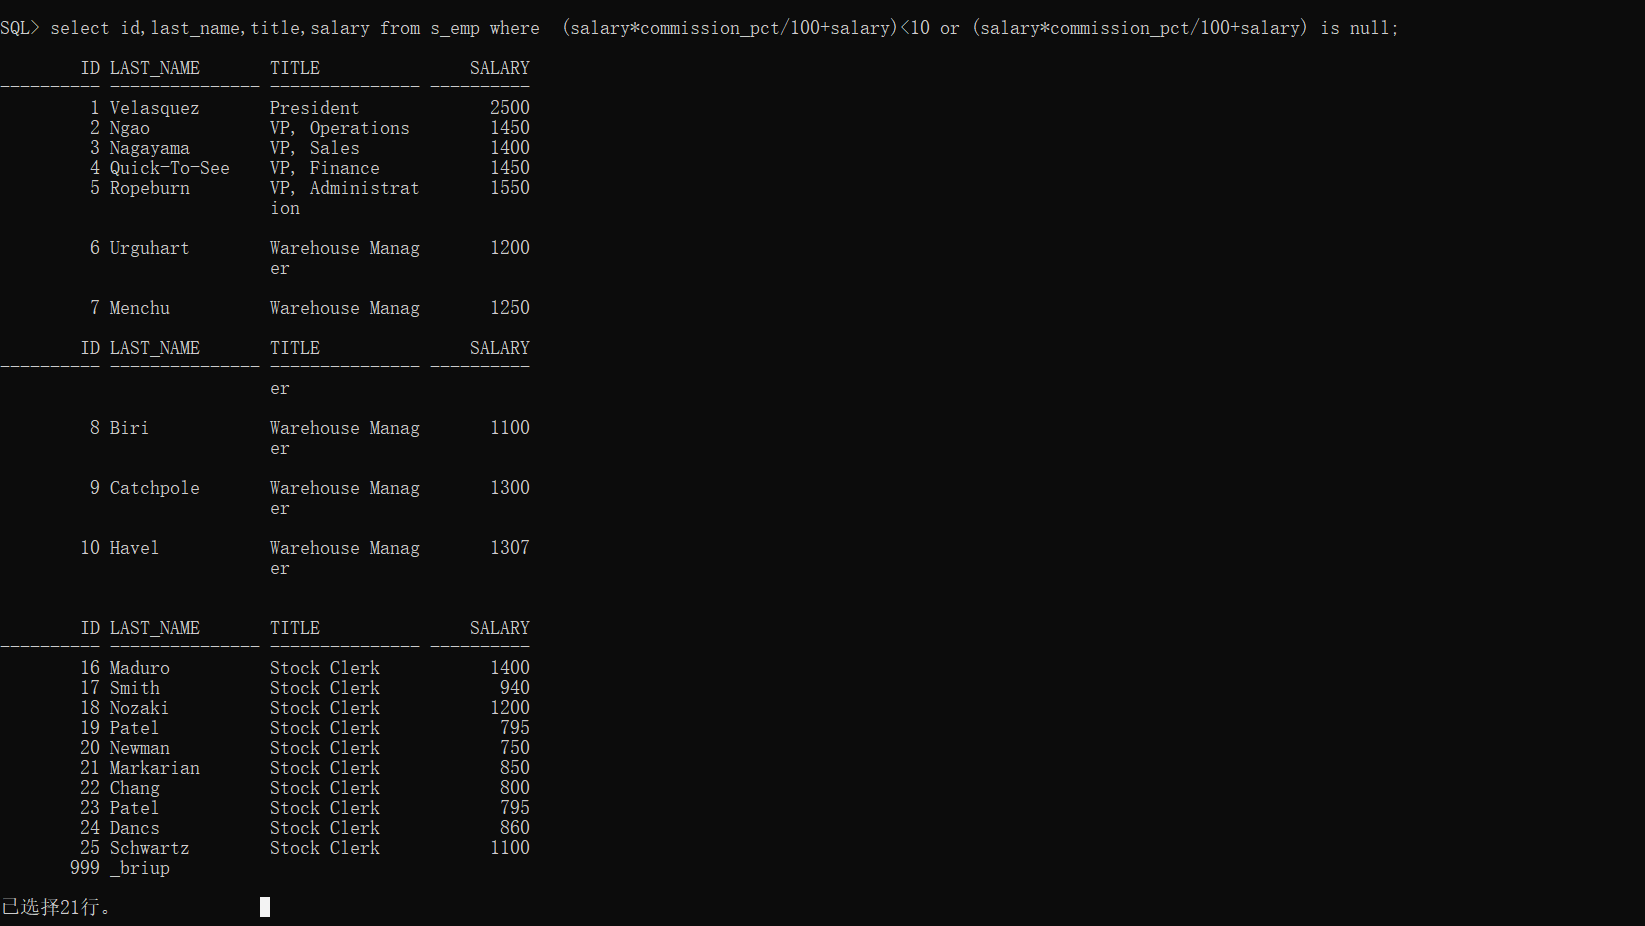 SQL> select id,last_name,title,salary from s_emp where  (salary*commission_pct/100+salary)<10 or (salary*commission_pct/100+salary) is null;
        ID LAST_NAME       TITLE               SALARY
---------- --------------- --------------- ----------
         1 Velasquez       President             2500
         2 Ngao            VP, Operations        1450
         3 Nagayama        VP, Sales             1400
         4 Quick-To-See    VP, Finance           1450
         5 Ropeburn        VP, Administrat       1550
                           ion
         6 Urguhart        Warehouse Manag       1200
                           er
         7 Menchu          Warehouse Manag       1250
        ID LAST_NAME       TITLE               SALARY
---------- --------------- --------------- ----------
                           er
         8 Biri            Warehouse Manag       1100
                           er
         9 Catchpole       Warehouse Manag       1300
                           er
        10 Havel           Warehouse Manag       1307
                           er
        ID LAST_NAME       TITLE               SALARY
---------- --------------- --------------- ----------
        16 Maduro          Stock Clerk           1400
        17 Smith           Stock Clerk            940
        18 Nozaki          Stock Clerk           1200
        19 Patel           Stock Clerk            795
        20 Newman          Stock Clerk            750
        21 Markarian       Stock Clerk            850
        22 Chang           Stock Clerk            800
        23 Patel           Stock Clerk            795
        24 Dancs           Stock Clerk            860
        25 Schwartz        Stock Clerk           1100
       999 _briup
已选择21行。